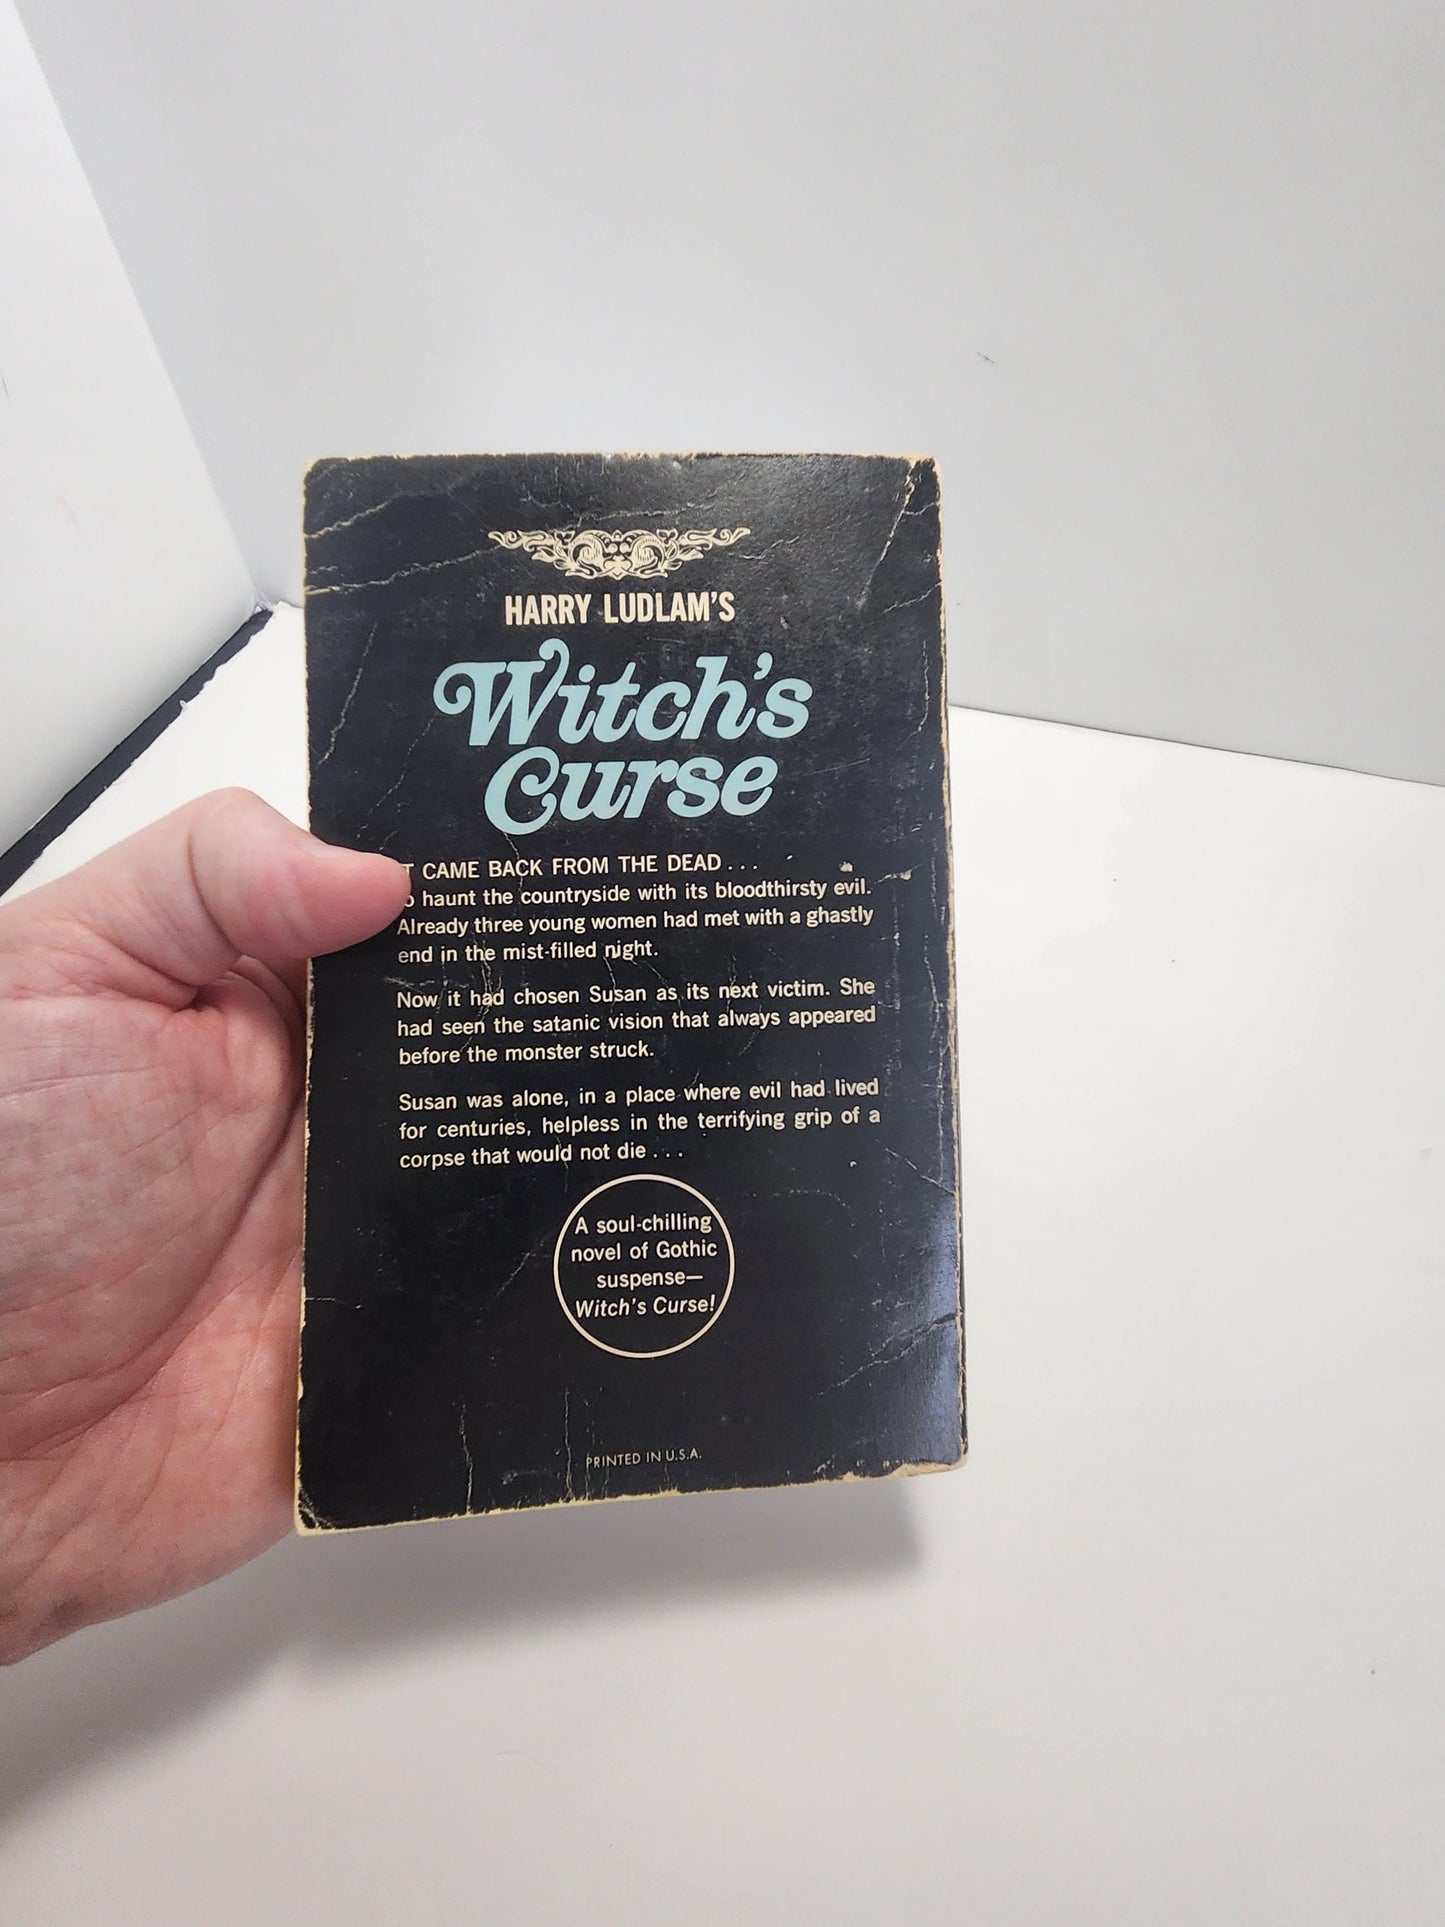 HARRY LUDLAM'S
Witch's
Curse
CAME BACK FROM THE DEAD . . .
haunt the countryside with its bloodthirsty evil.
Already three young women had met with a ghastly
end in the mist-filled night.
Now it had chosen Susan as its next victim. She
had seen the satanic vision that always appeared
before the monster struck.
Susan was alone, in a place where evil had lived
for centuries, helpless in the terrifying grip of a
corpse that would not die . . .
A soul-chilling
novel of Gothic
suspense—
Witch's Curse!
PRINTED IN U.S.A.